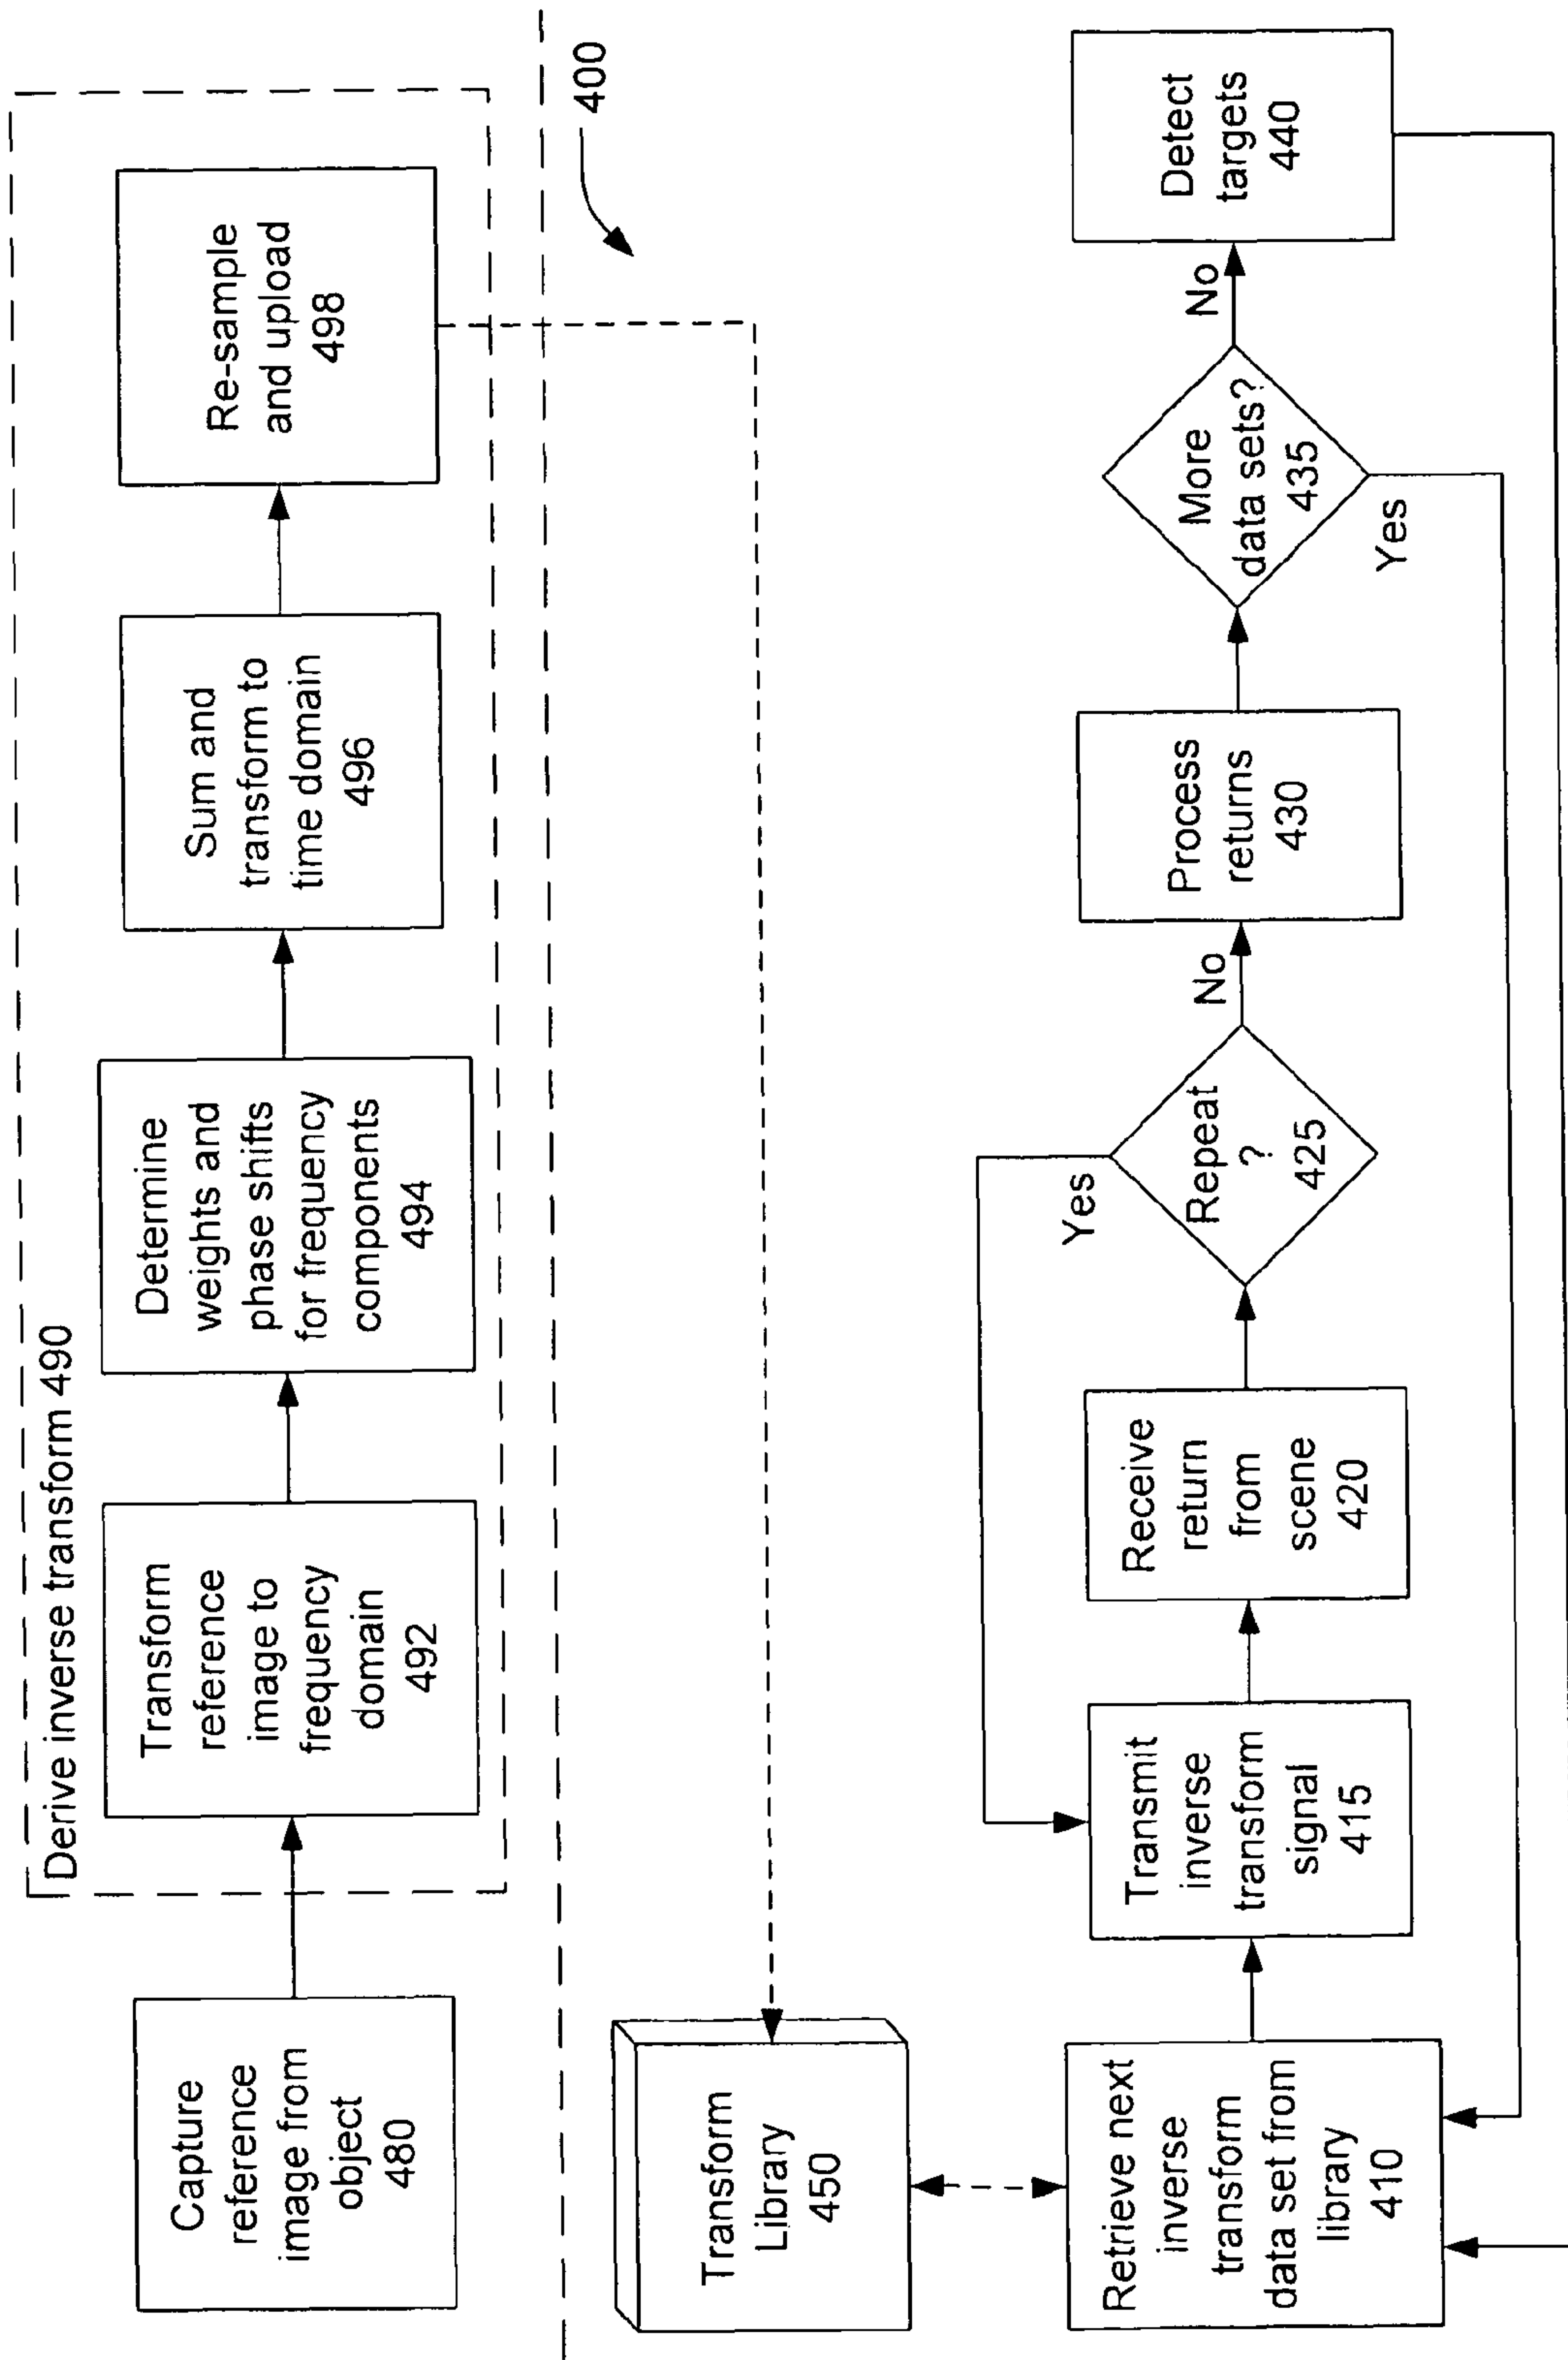 Derive inverse transform 490
Capture
reference
image from
object
480
Transform
reference
image to
frequency
domain
492
Determine
weights and
phase shifts
for frequency
components
494
Sum and
transform to
time domain
496
Re-sample
and upload
498
400
Transform
Library
450
Retrieve next
inverse
transform
data set from
library
410
Transmit
inverse
transform
signal
415
Receive
return
from
scene
420
Yes
Repeat
?
425
No
Process
returns
430
More
data sets?
435
Yes
No
Detect
targets
440